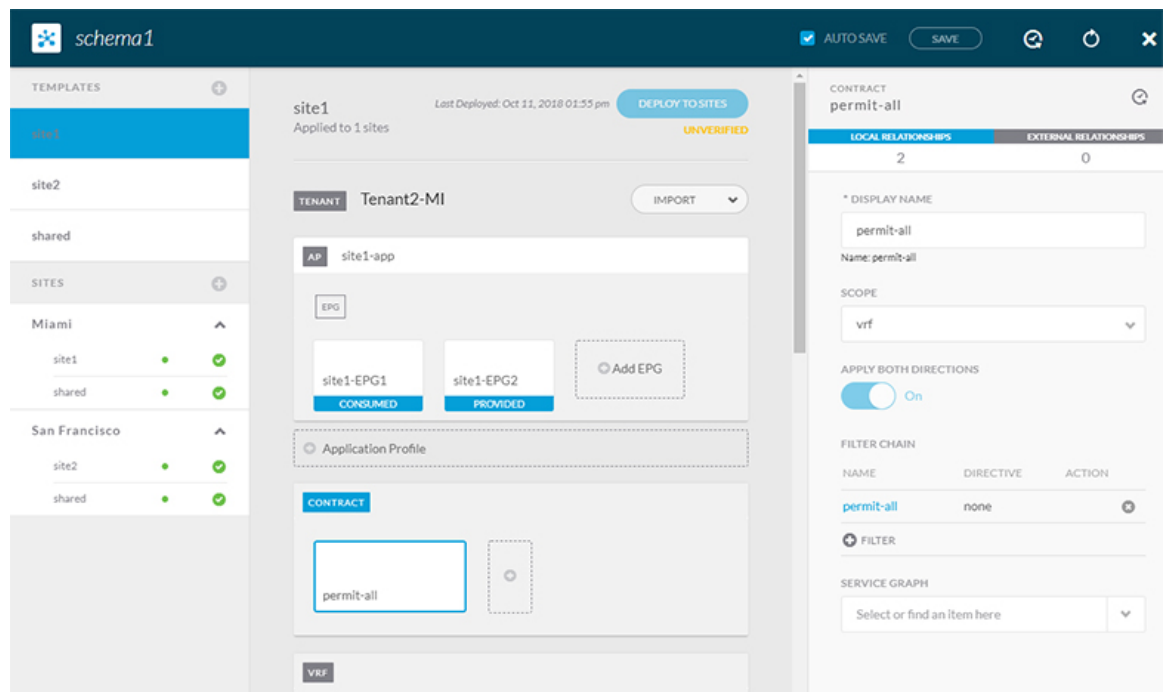 schema1
AUTO SAVE
SAVE
TEMPLATES
site1
site2
shared
SITES
Miami
site1
shared
San Francisco
site2
shared
site1
Last Deployed: Oct 11, 2018 01:55 pm
DEPLOY TO SITES
Applied to 1 sites
UNVERIFIED
TENANT Tenant2-MI
IMPORT
AP site1-app
EPG
site1-EPG1
CONSUMED
site1-EPG2
PROVIDED
Add EPG
Application Profile
CONTRACT
permit-all
VRF
CONTRACT
permit-all
LOCAL RELATIONSHIPS EXTERNAL RELATIONSHIPS
2 0
* DISPLAY NAME
permit-all
Name: permit-all
SCOPE
vrf
APPLY BOTH DIRECTIONS
On
FILTER CHAIN
NAME DIRECTIVE ACTION
permit-all none
FILTER
SERVICE GRAPH
Select or find an item here